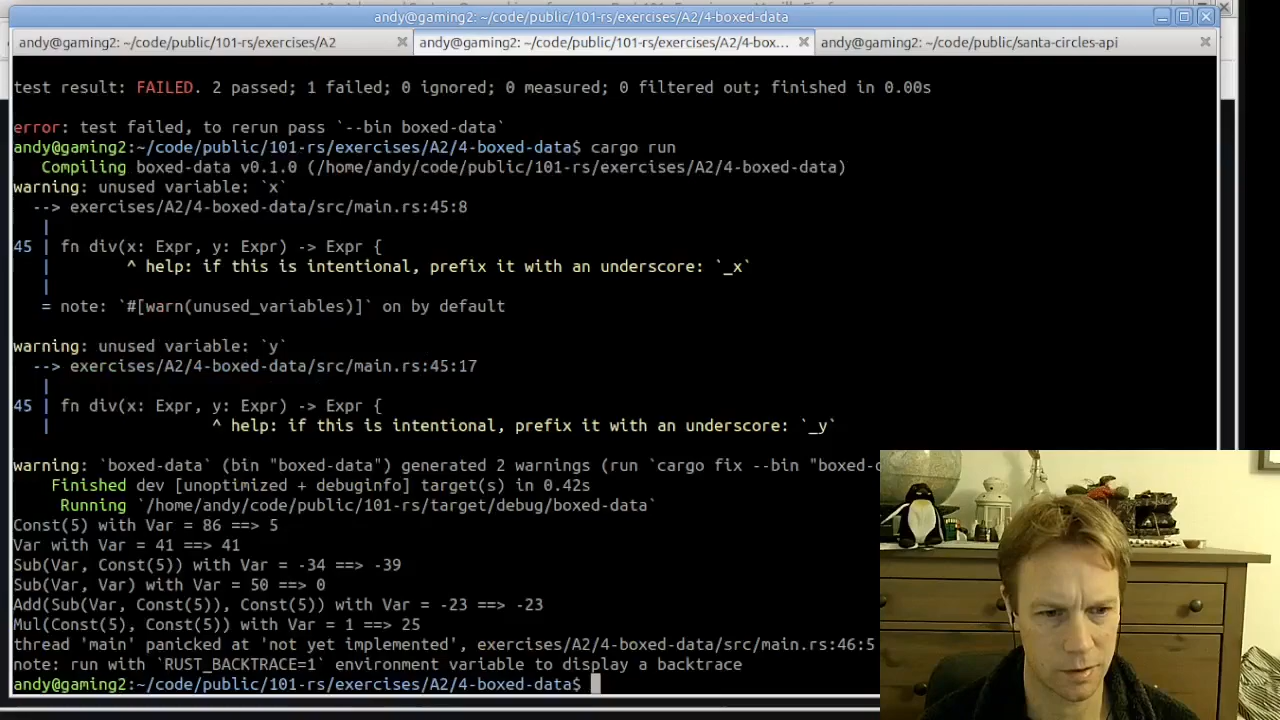 andy@gaming2: ~/code/public/101-rs/exercises/A2/4-boxed-data
andy@gaming2: ~/code/public/101-rs/exercises/A2
andy@gaming2: ~/code/public/101-rs/exercises/A2/4-box...
andy@gaming2: ~/code/public/santa-circles-api
test result: FAILED. 2 passed; 1 failed; 0 ignored; 0 measured; 0 filtered out; finished in 0.00s
error: test failed, to rerun pass `--bin boxed-data`
andy@gaming2:~/code/public/101-rs/exercises/A2/4-boxed-data$ cargo run
Compiling boxed-data v0.1.0 (/home/andy/code/public/101-rs/exercises/A2/4-boxed-data)
warning: unused variable: `x`
--> exercises/A2/4-boxed-data/src/main.rs:45:8
|
45 | fn div(x: Expr, y: Expr) -> Expr {
| ^ help: if this is intentional, prefix it with an underscore: `_x`
|
= note: `#[warn(unused_variables)]` on by default
warning: unused variable: `y`
--> exercises/A2/4-boxed-data/src/main.rs:45:17
|
45 | fn div(x: Expr, y: Expr) -> Expr {
| ^ help: if this is intentional, prefix it with an underscore: `_y`
warning: `boxed-data` (bin "boxed-data") generated 2 warnings (run `cargo fix --bin "boxed-
Finished dev [unoptimized + debuginfo] target(s) in 0.42s
Running `/home/andy/code/public/101-rs/target/debug/boxed-data`
Const(5) with Var = 86 ==> 5
Var with Var = 41 ==> 41
Sub(Var, Const(5)) with Var = -34 ==> -39
Sub(Var, Var) with Var = 50 ==> 0
Add(Sub(Var, Const(5)), Const(5)) with Var = -23 ==> -23
Mul(Const(5), Const(5)) with Var = 1 ==> 25
thread 'main' panicked at 'not yet implemented', exercises/A2/4-boxed-data/src/main.rs:46:5
note: run with `RUST_BACKTRACE=1` environment variable to display a backtrace
andy@gaming2:~/code/public/101-rs/exercises/A2/4-boxed-data$